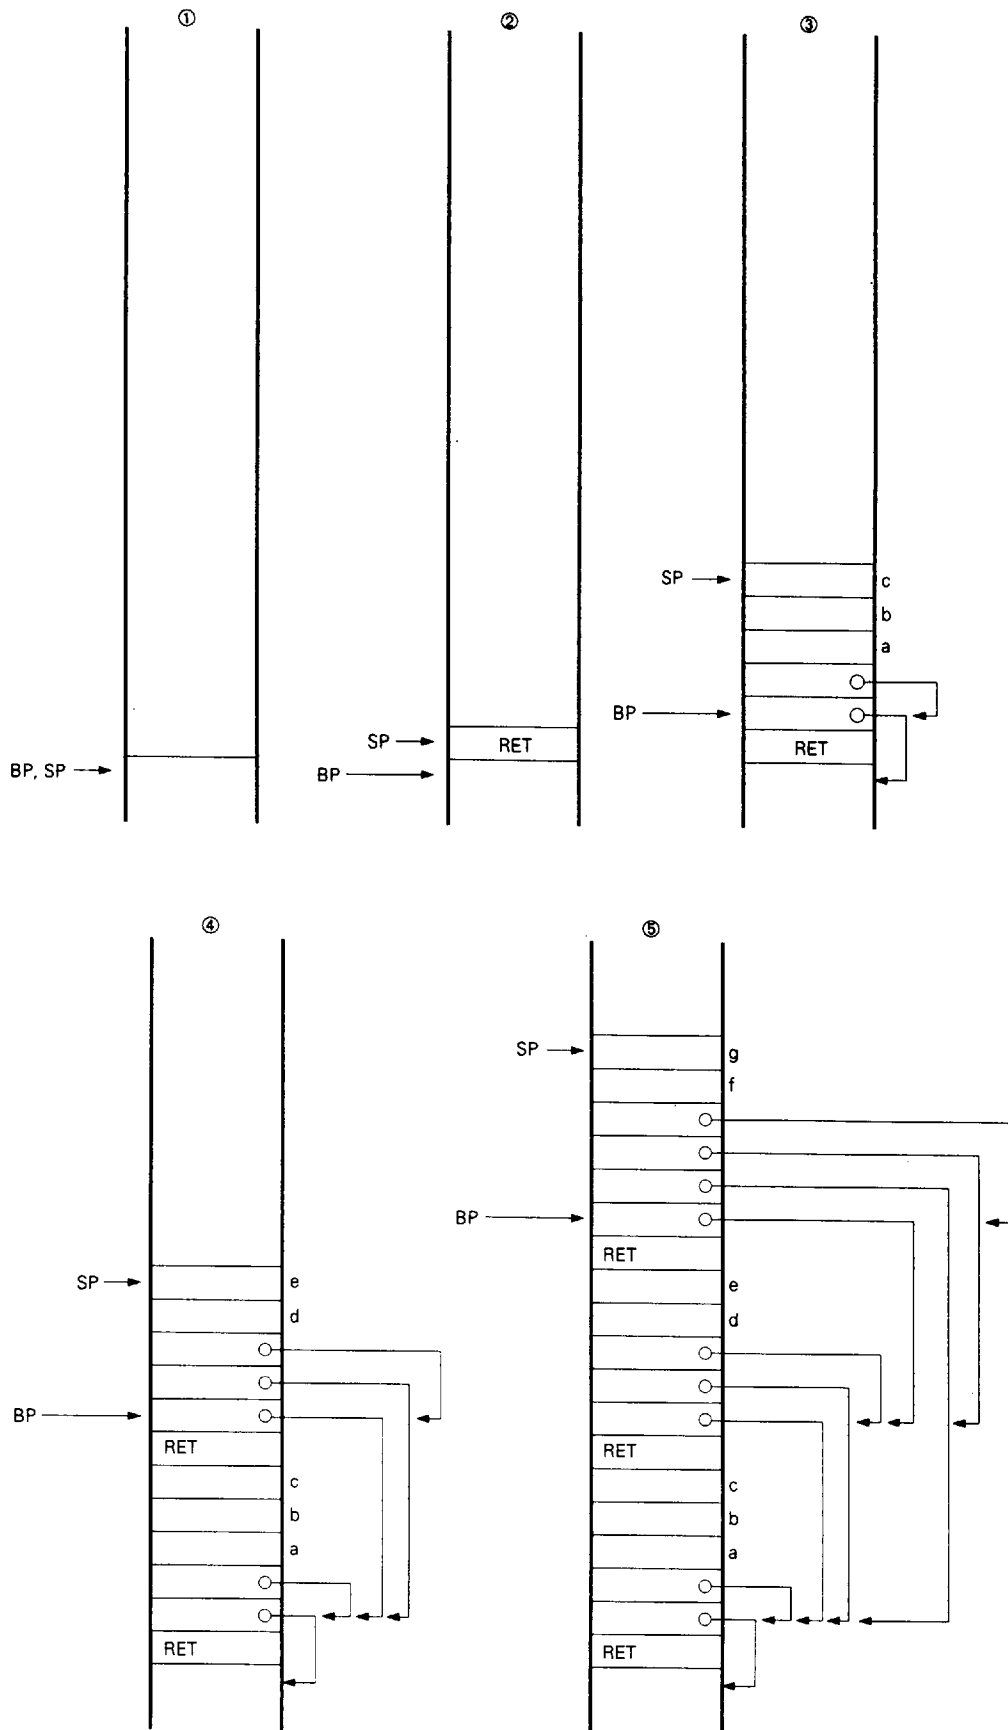 ① ② ③
SP → c
b
a
SP → RET
BP →
BP →
RET
BP, SP →
④ ⑤
SP → g
f
BP →
RET
SP → e
d
BP →
RET
c
b
a
RET
e
d
RET
c
b
a
RET